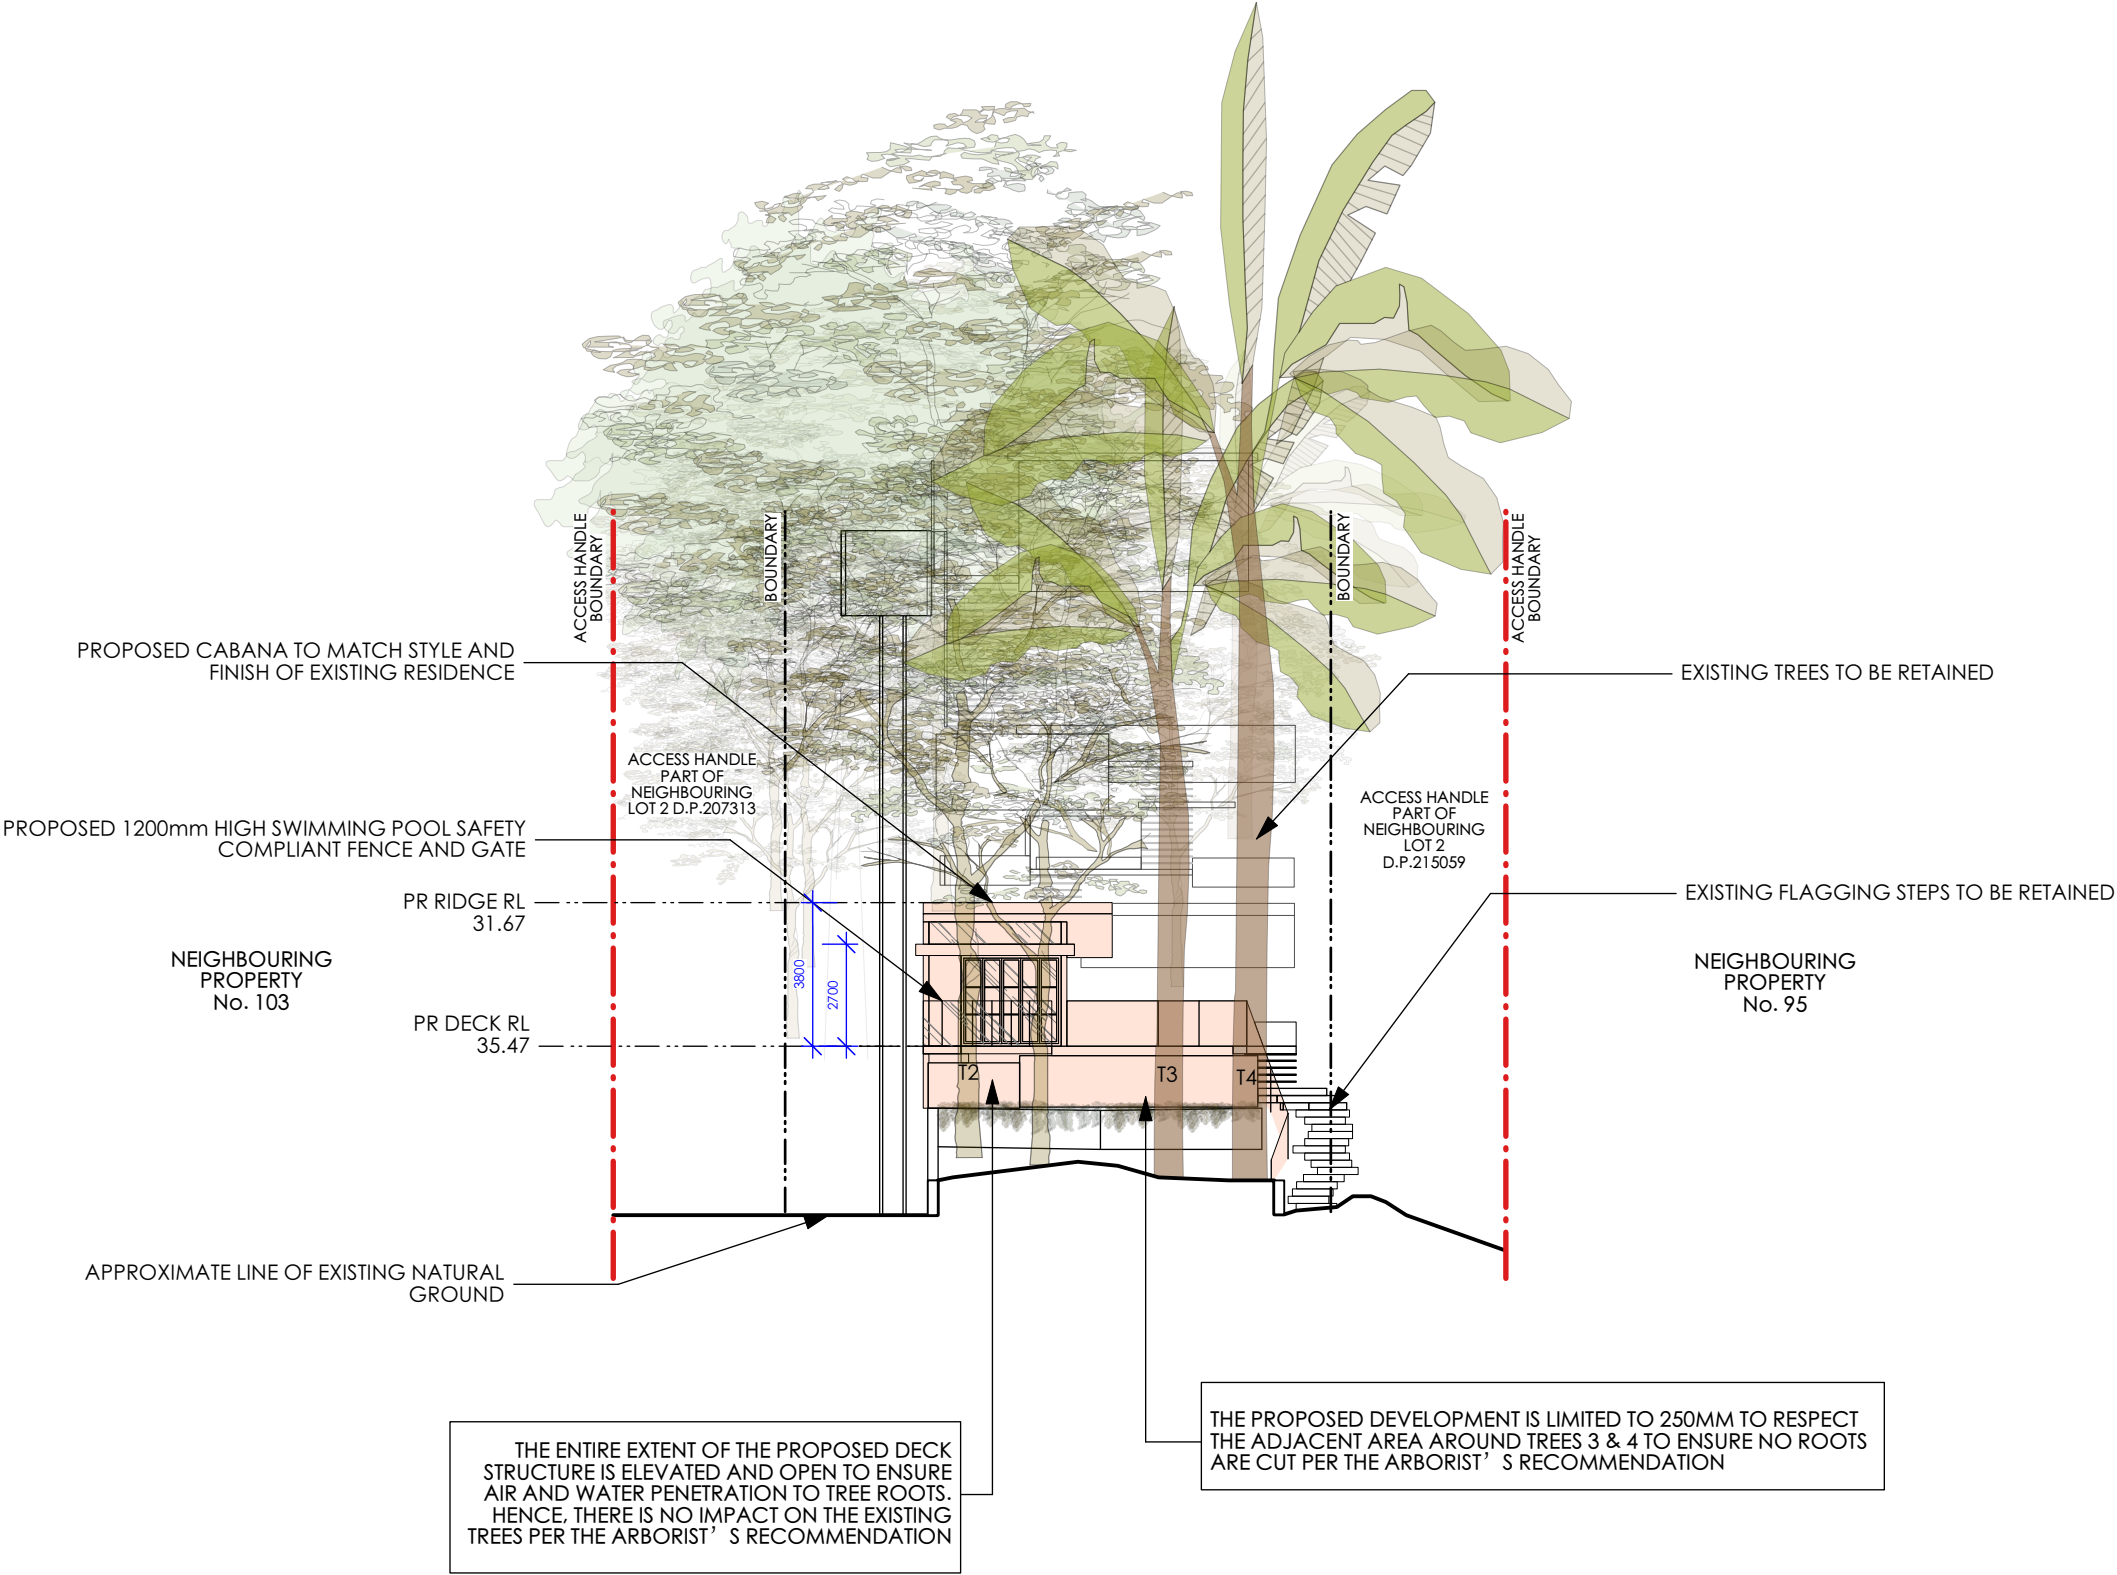 ACCESS HANDLE
BOUNDARY
BOUNDARY
BOUNDARY
ACCESS HANDLE
BOUNDARY
PROPOSED CABANA TO MATCH STYLE AND
FINISH OF EXISTING RESIDENCE
EXISTING TREES TO BE RETAINED
ACCESS HANDLE
PART OF
NEIGHBOURING
LOT 2 D.P.207313
ACCESS HANDLE
PART OF
NEIGHBOURING
LOT 2
D.P.215059
PROPOSED 1200mm HIGH SWIMMING POOL SAFETY
COMPLIANT FENCE AND GATE
EXISTING FLAGGING STEPS TO BE RETAINED
PR RIDGE RL
31.67
NEIGHBOURING
PROPERTY
No. 103
3800
2700
NEIGHBOURING
PROPERTY
No. 95
PR DECK RL
35.47
T2
T3
T4
APPROXIMATE LINE OF EXISTING NATURAL
GROUND
THE ENTIRE EXTENT OF THE PROPOSED DECK
STRUCTURE IS ELEVATED AND OPEN TO ENSURE
AIR AND WATER PENETRATION TO TREE ROOTS.
HENCE, THERE IS NO IMPACT ON THE EXISTING
TREES PER THE ARBORIST’S RECOMMENDATION
THE PROPOSED DEVELOPMENT IS LIMITED TO 250MM TO RESPECT
THE ADJACENT AREA AROUND TREES 3 & 4 TO ENSURE NO ROOTS
ARE CUT PER THE ARBORIST’S RECOMMENDATION